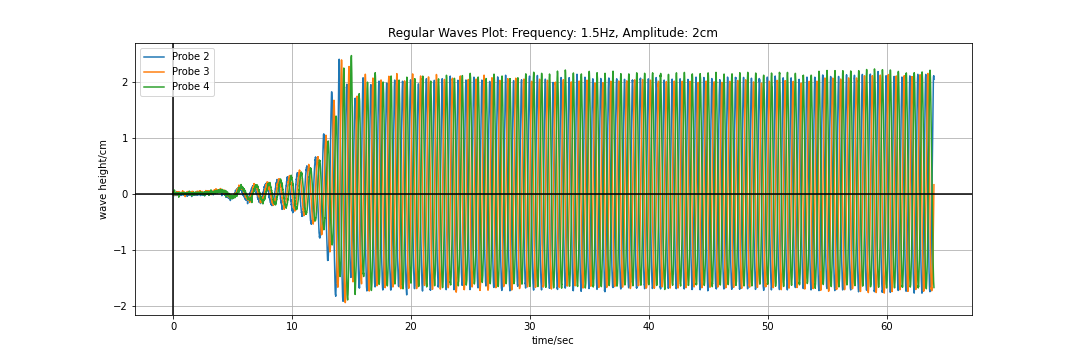 Regular Waves Plot: Frequency: 1.5Hz, Amplitude: 2cm
Probe 2
Probe 3
Probe 4
wave height/cm
2
1
0
−1
−2
0 10 20 30 40 50 60
time/sec